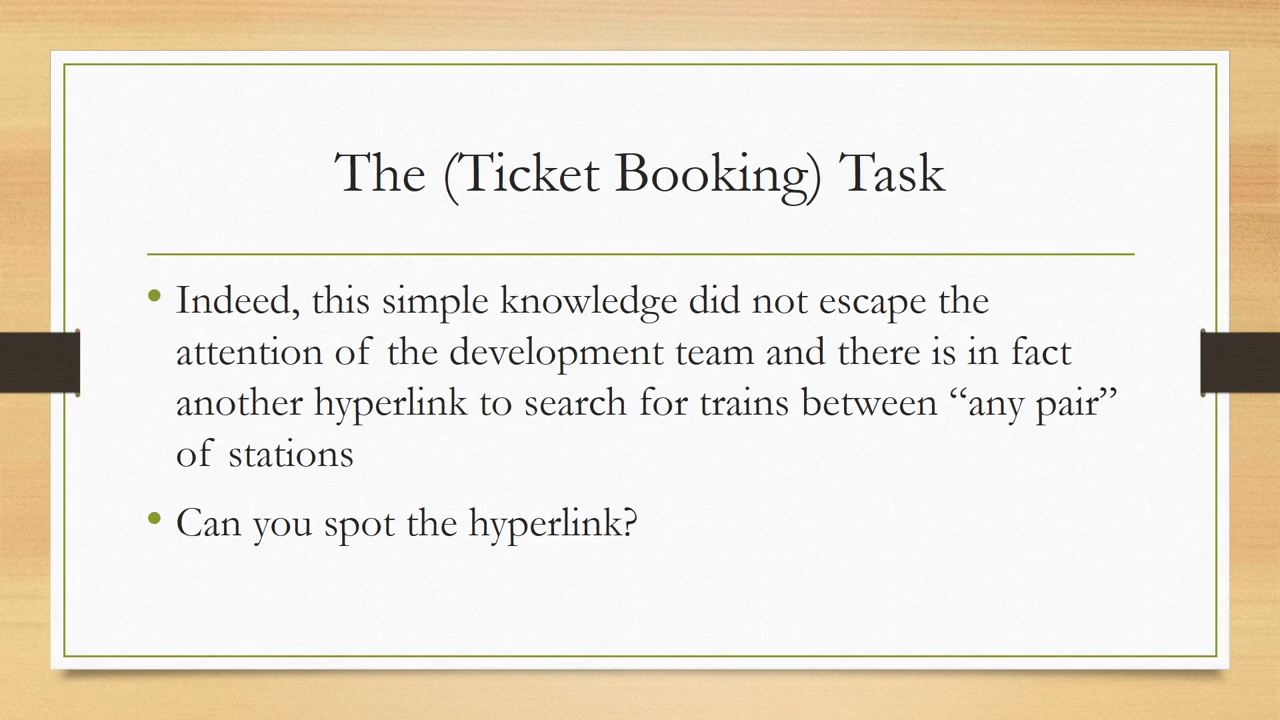 The (Ticket Booking) Task
• Indeed, this simple knowledge did not escape the
attention of the development team and there is in fact
another hyperlink to search for trains between “any pair”
of stations
• Can you spot the hyperlink?